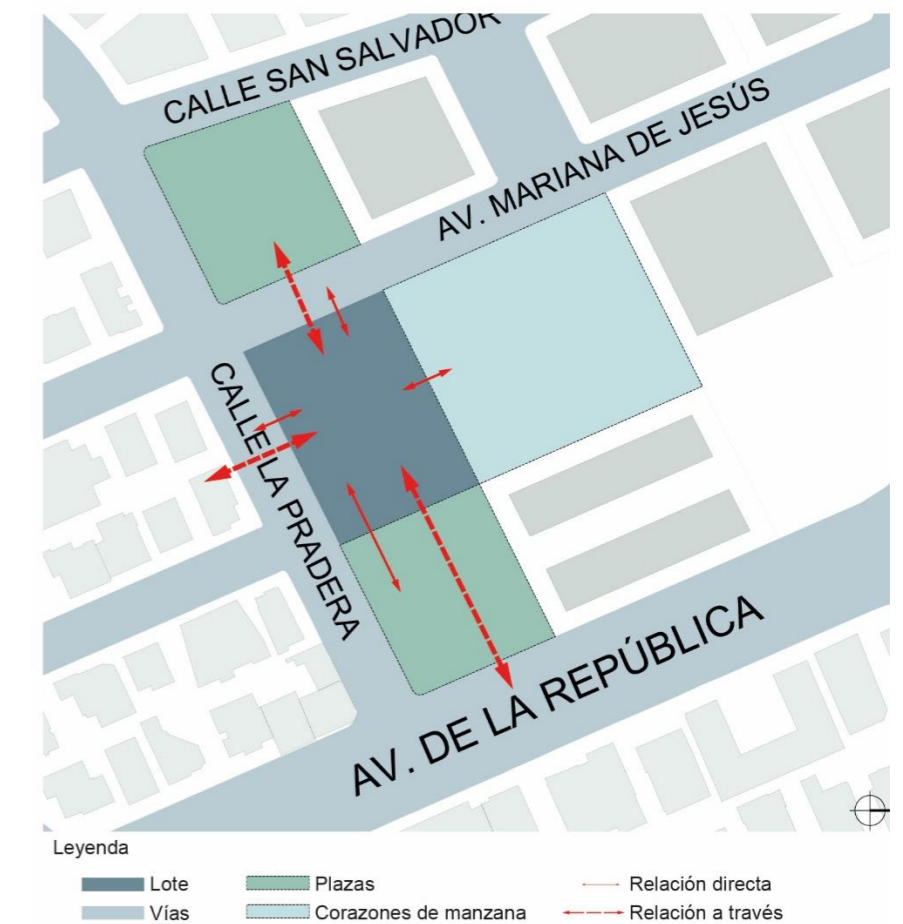 CALLE SAN SALVADOR
AV. MARIANA DE JESÚS
CALLE LA PRADERA
AV. DE LA REPÚBLICA
Leyenda
Lote
Plazas
Relación directa
Vías
Corazones de manzana
Relación a través